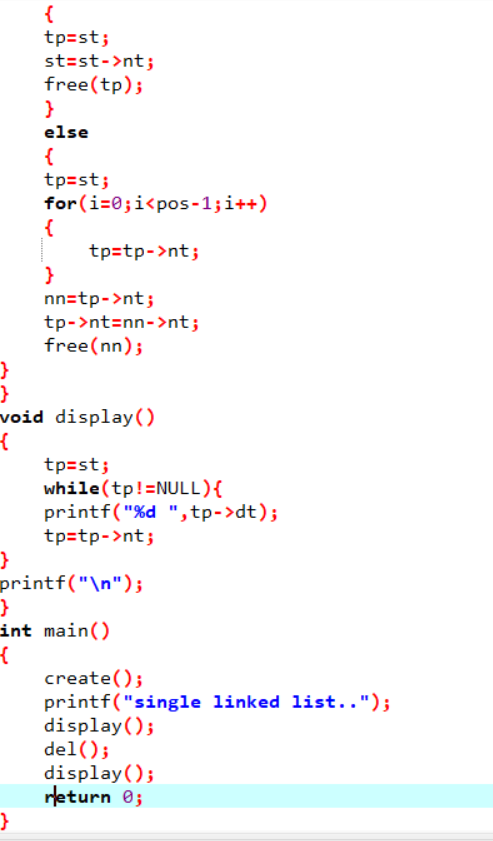 {
tp=st;
st=st->nt;
free(tp);
}
else
{
tp=st;
for(i=0;i<pos-1;i++)
{
tp=tp->nt;
}
nn=tp->nt;
tp->nt=nn->nt;
free(nn);
}
}
void display()
{
tp=st;
while(tp!=NULL){
printf("%d ",tp->dt);
tp=tp->nt;
}
printf("\n");
}
int main()
{
create();
printf("single linked list..");
display();
del();
display();
return 0;
}